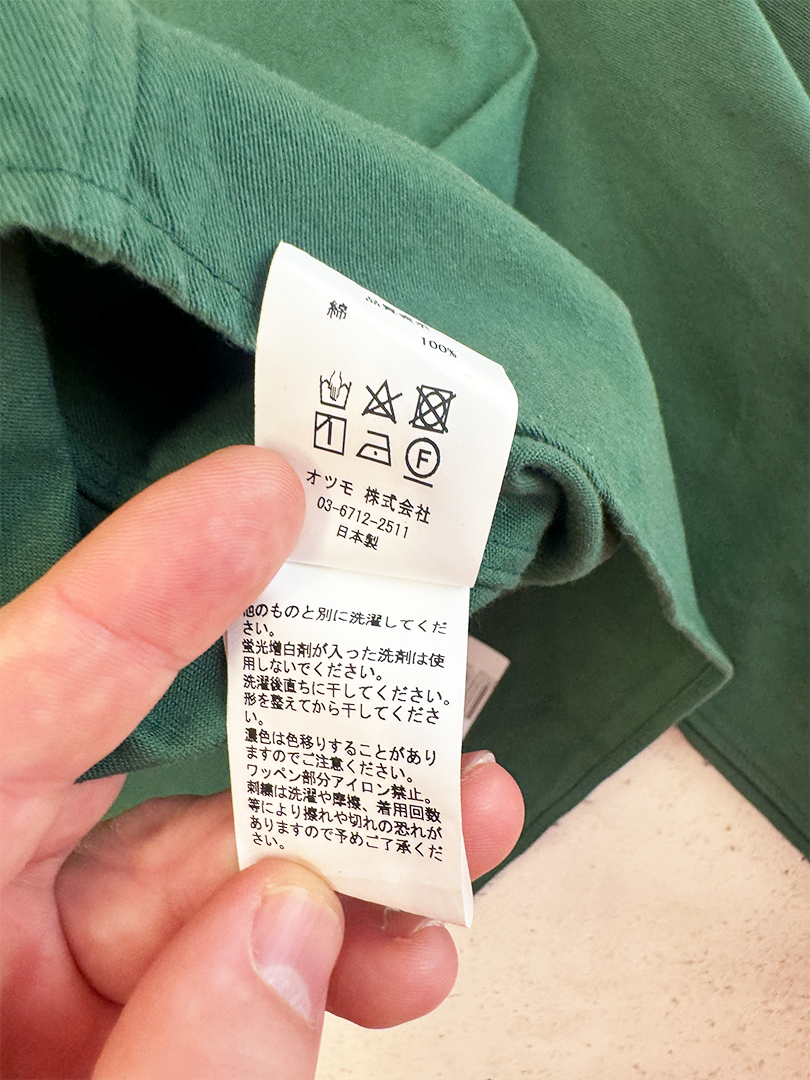 品質表示
綿
100%
F
オツモ 株式会社
03-6712-2511
日本製
他のものと別に洗濯してくだ
さい。
蛍光増白剤が入った洗剤は使
用しないでください。
洗濯後直ちに干してください。
形を整えてから干してくださ
い。
濃色は色移りすることがあり
ますのでご注意ください。
ワッペン部分アイロン禁止。
刺繍は洗濯や摩擦、着用回数
等により擦れや切れの恐れが
ありますので予めご了承くだ
さい。